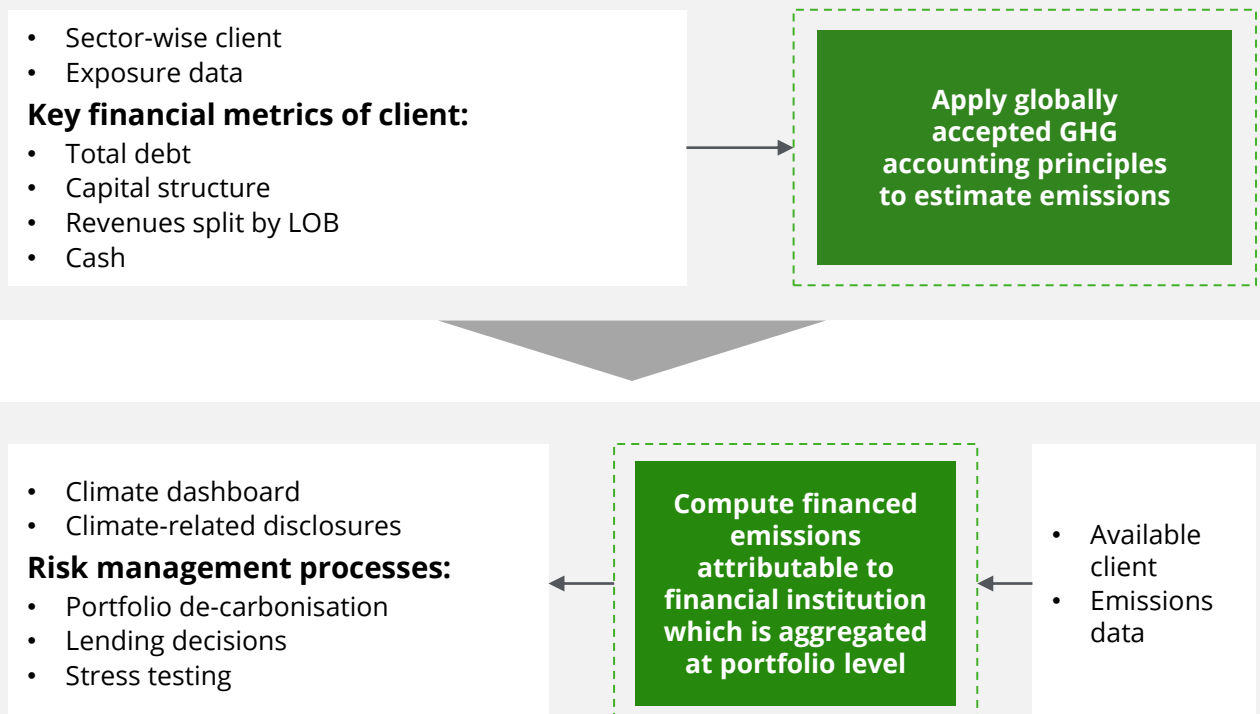 • Sector-wise client
• Exposure data
Key financial metrics of client:
• Total debt
• Capital structure
• Revenues split by LOB
• Cash
Apply globally
accepted GHG
accounting principles
to estimate emissions
• Climate dashboard
• Climate-related disclosures
Risk management processes:
• Portfolio de-carbonisation
• Lending decisions
• Stress testing
Compute financed
emissions
attributable to
financial institution
which is aggregated
at portfolio level
• Available
client
• Emissions
data